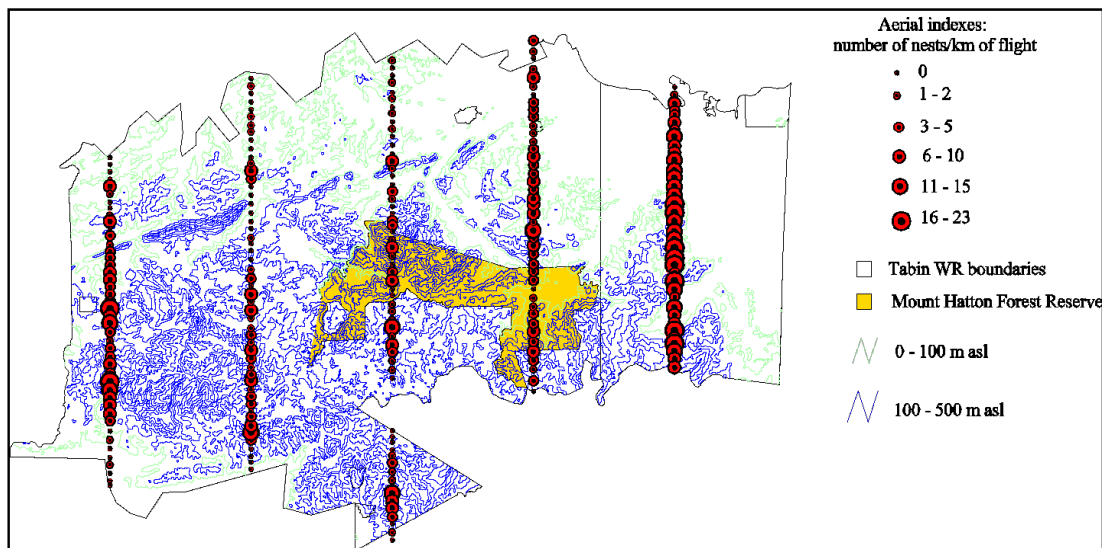 Aerial indexes:
number of nests/km of flight
0
1 - 2
3 - 5
6 - 10
11 - 15
16 - 23
Tabin WR boundaries
Mount Hatton Forest Reserve
0 - 100 m asl
100 - 500 m asl